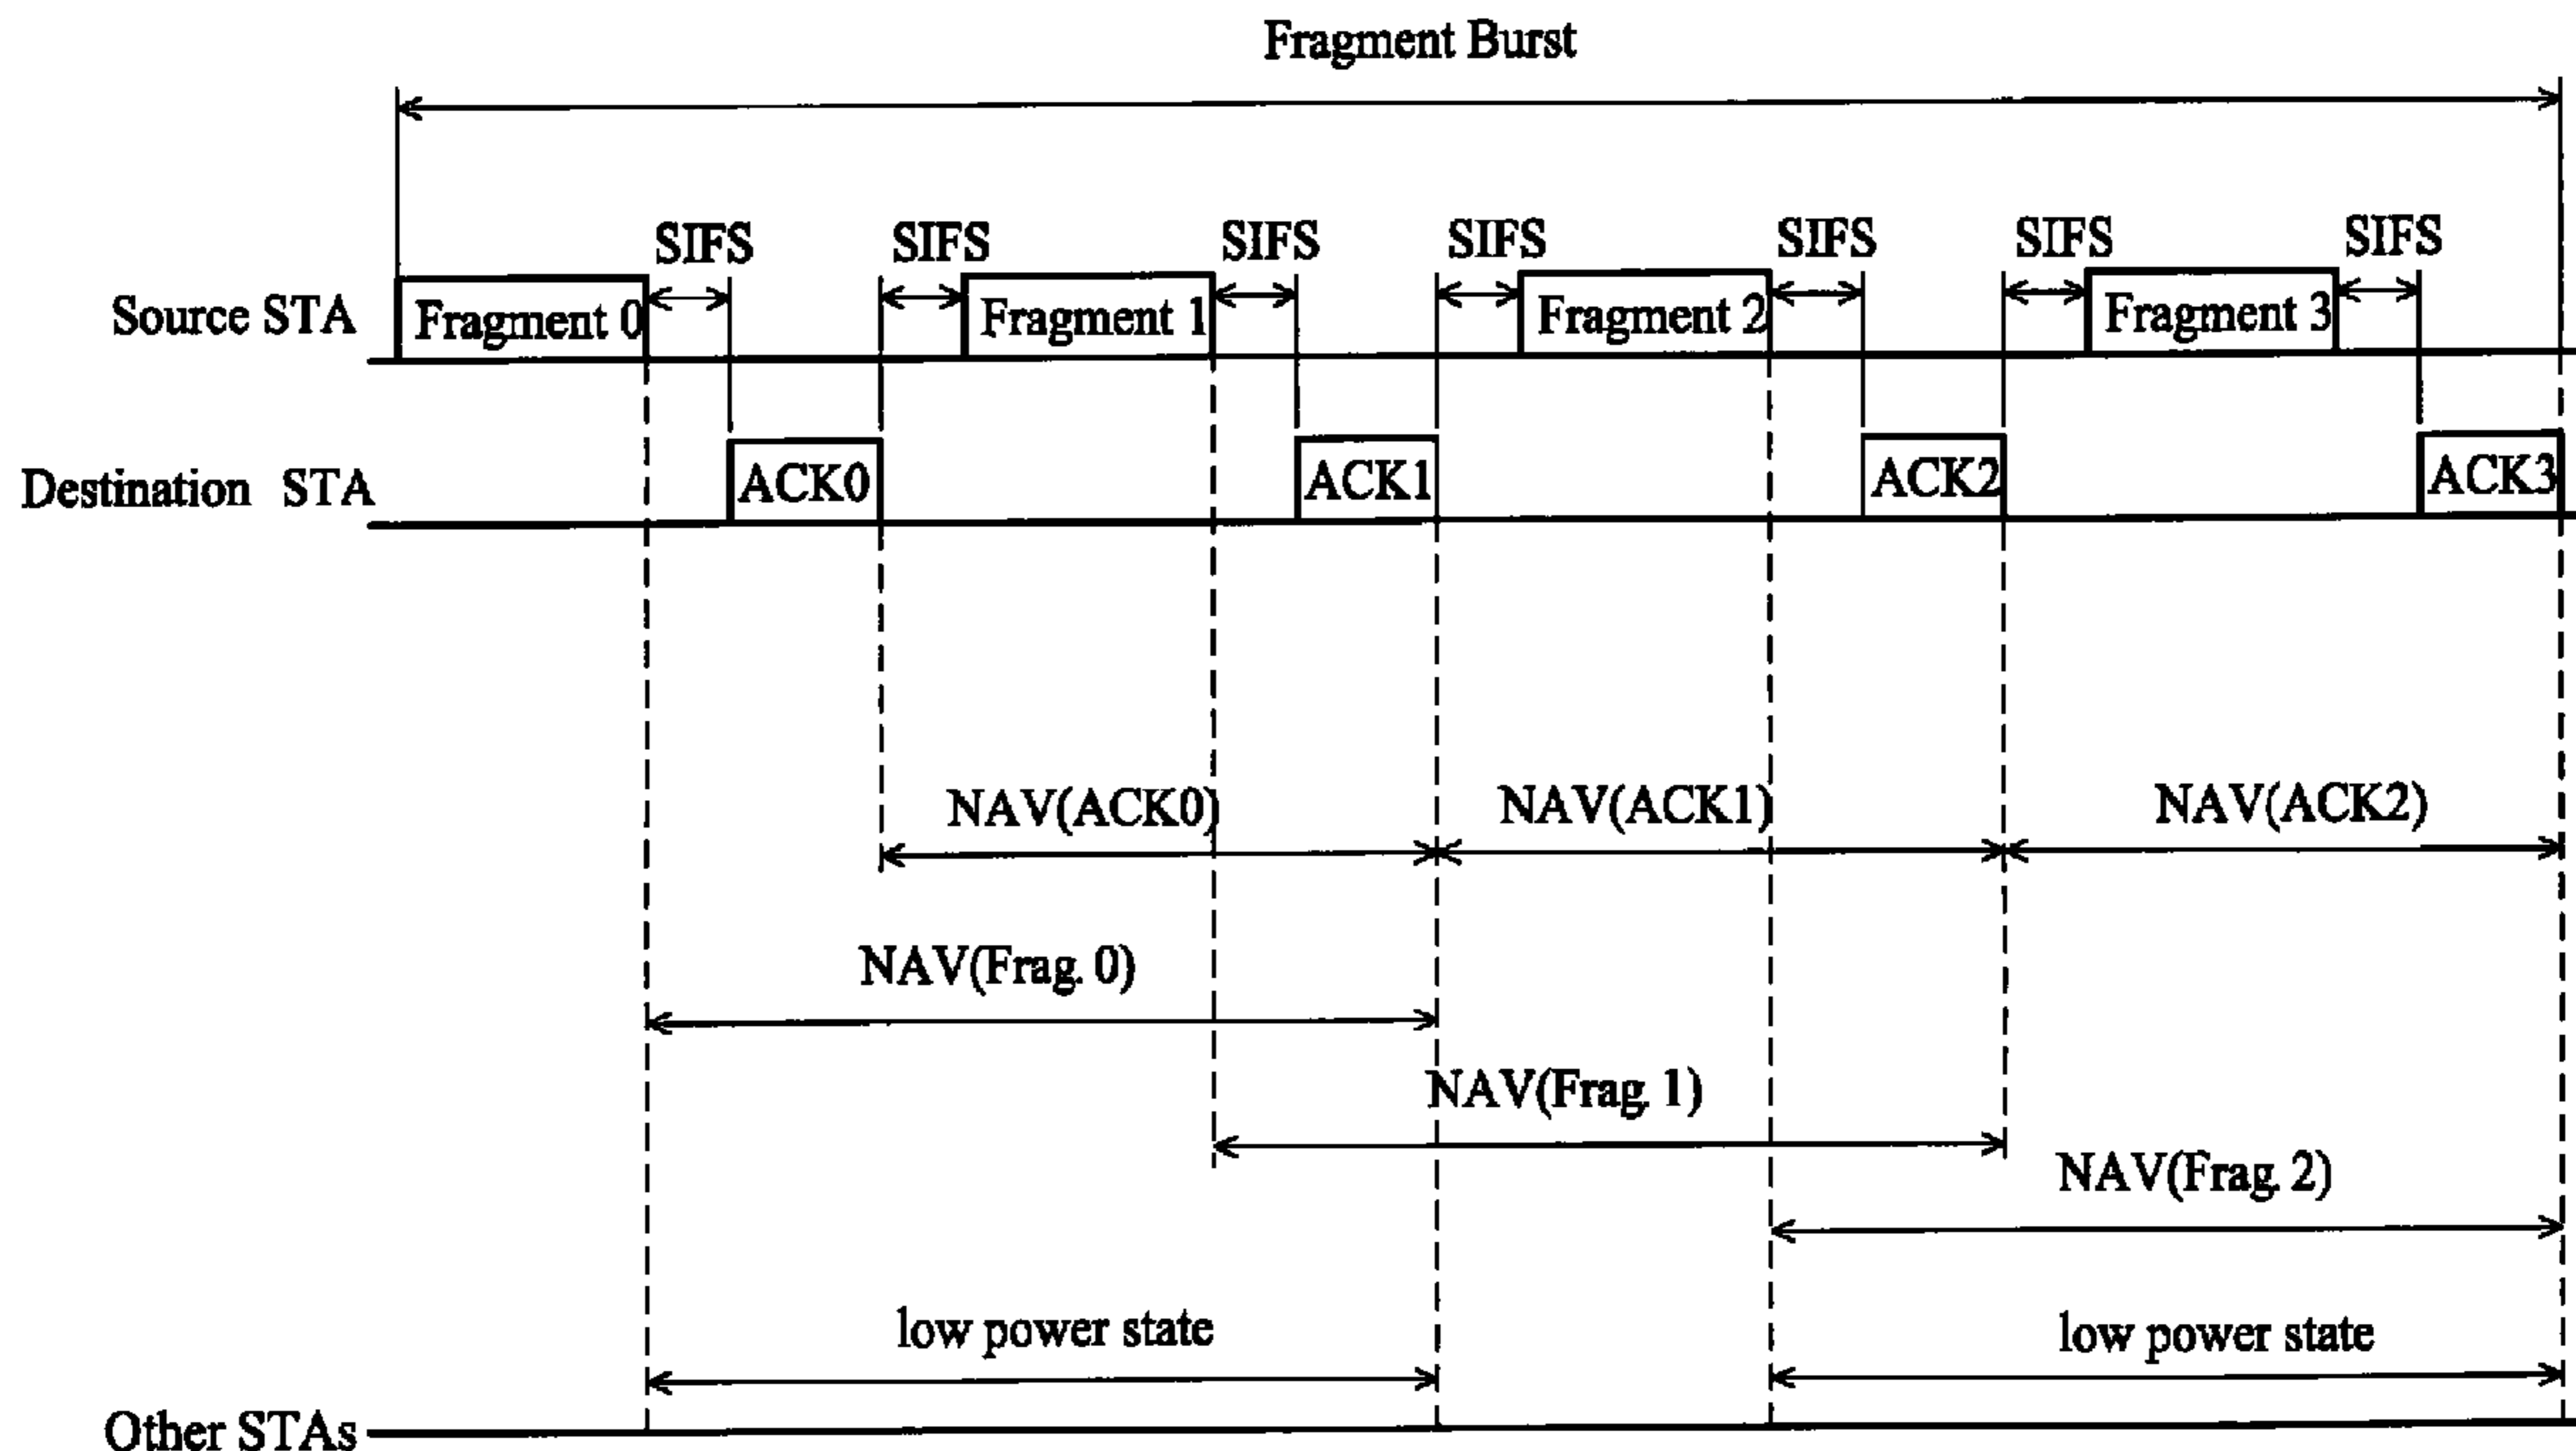 Fragment Burst
SIFS SIFS SIFS SIFS SIFS SIFS SIFS
Source STA Fragment 0 Fragment 1 Fragment 2 Fragment 3
Destination STA ACK0 ACK1 ACK2 ACK3
NAV(ACK0) NAV(ACK1) NAV(ACK2)
NAV(Frag. 0)
NAV(Frag. 1)
NAV(Frag. 2)
low power state low power state
Other STAs